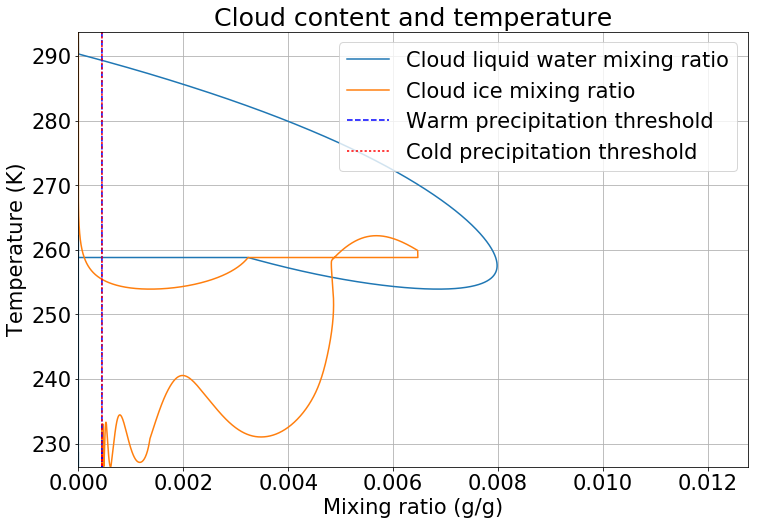 Cloud content and temperature
Cloud liquid water mixing ratio
Cloud ice mixing ratio
Warm precipitation threshold
Cold precipitation threshold
Temperature (K)
290
280
270
260
250
240
230
0.000 0.002 0.004 0.006 0.008 0.010 0.012
Mixing ratio (g/g)